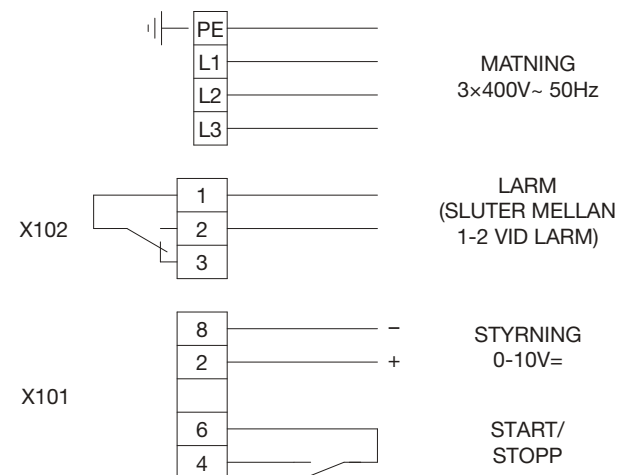 PE
L1
L2
L3
MATNING
3×400V~ 50Hz
X102
1
2
3
LARM
(SLUTER MELLAN
1-2 VID LARM)
X101
8
2
6
4
–
+
STYRNING
0-10V=
START/
STOPP